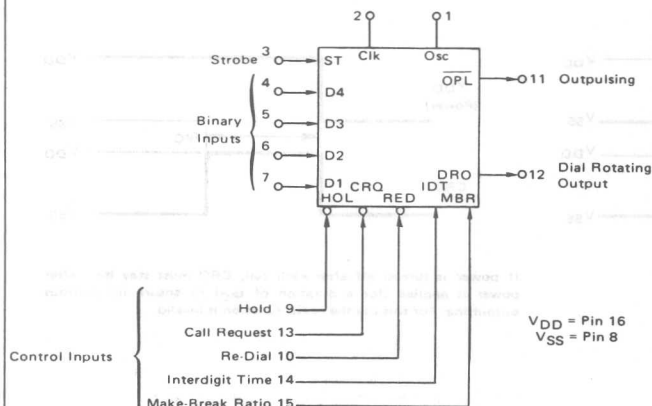 2 1
Clk Osc
Strobe 3 ST
OPL 11 Outpulsing
4 D4
Binary Inputs
5 D3
6 D2
7 D1
DRO 12 Dial Rotating Output
CRQ IDT
HOL RED MBR
Hold 9
Call Request 13
Re-Dial 10
Interdigit Time 14
Make-Break Ratio 15
Control Inputs
VDD = Pin 16
VSS = Pin 8